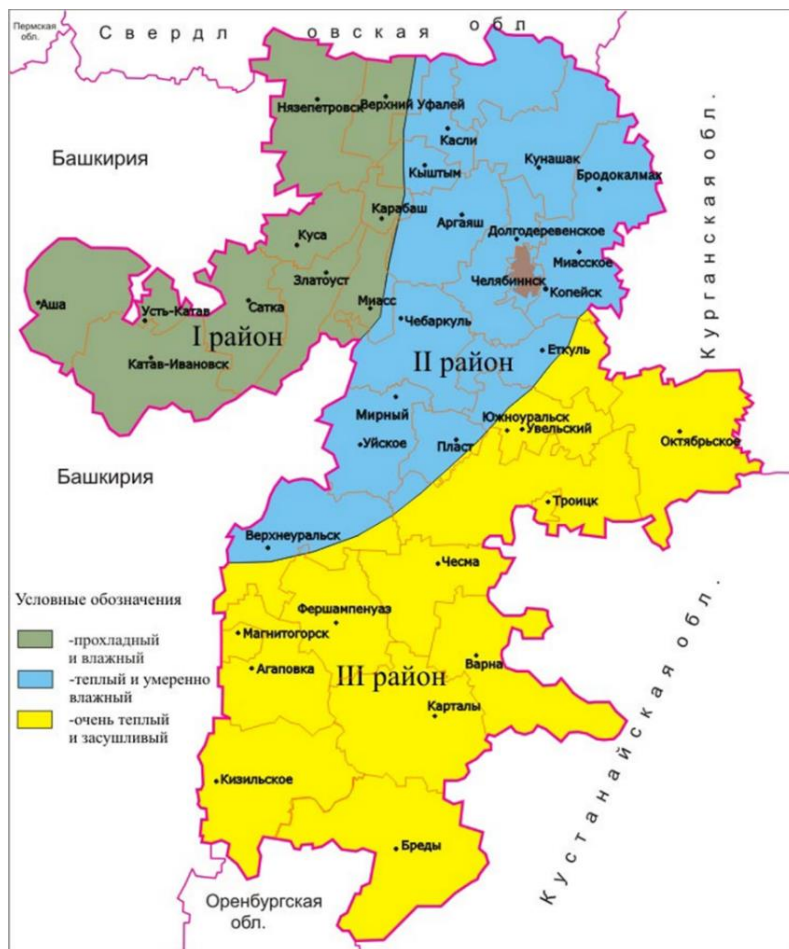 Пермская
обл.
Свердловская обл
Нязепетровск
Верхний Уфалей
Касли
Башкирия
Кунашак
Кыштым
Бродокалмак
Курганская обл.
Карабаш
Аргаяш
Куса
Долгодеревенское
Миасское
Златоуст
Челябиннск
Копейск
Аша
Усть-Катав
Сатка
Миасс
Чебаркуль
I район
Катав-Ивановск
II район
Еткуль
Мирный
Южноуральск
Увельский
Уйское
Пласт
Октябрьское
Башкирия
Троицк
Верхнеуральск
Чесма
Условные обозначения
-прохладный
и влажный
-теплый и умеренно
влажный
-очень теплый
и засушливый
Фершампенуаз
Магнитогорск
Агаповка
Варна
III район
Карталы
Кустанайская обл.
Кизильское
Бреды
Оренбургская
обл.